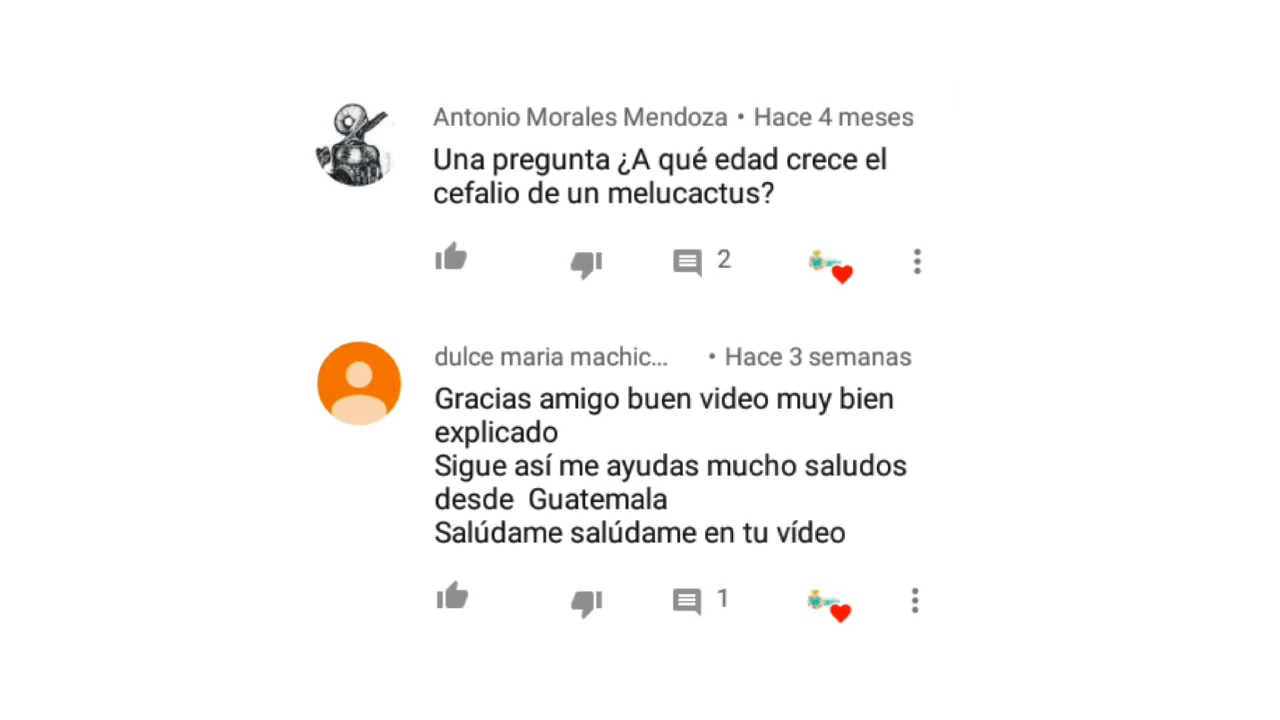 Antonio Morales Mendoza • Hace 4 meses
Una pregunta ¿A qué edad crece el
cefalio de un melucactus?
2
dulce maria machic... • Hace 3 semanas
Gracias amigo buen video muy bien
explicado
Sigue así me ayudas mucho saludos
desde  Guatemala
Salúdame salúdame en tu vídeo
1